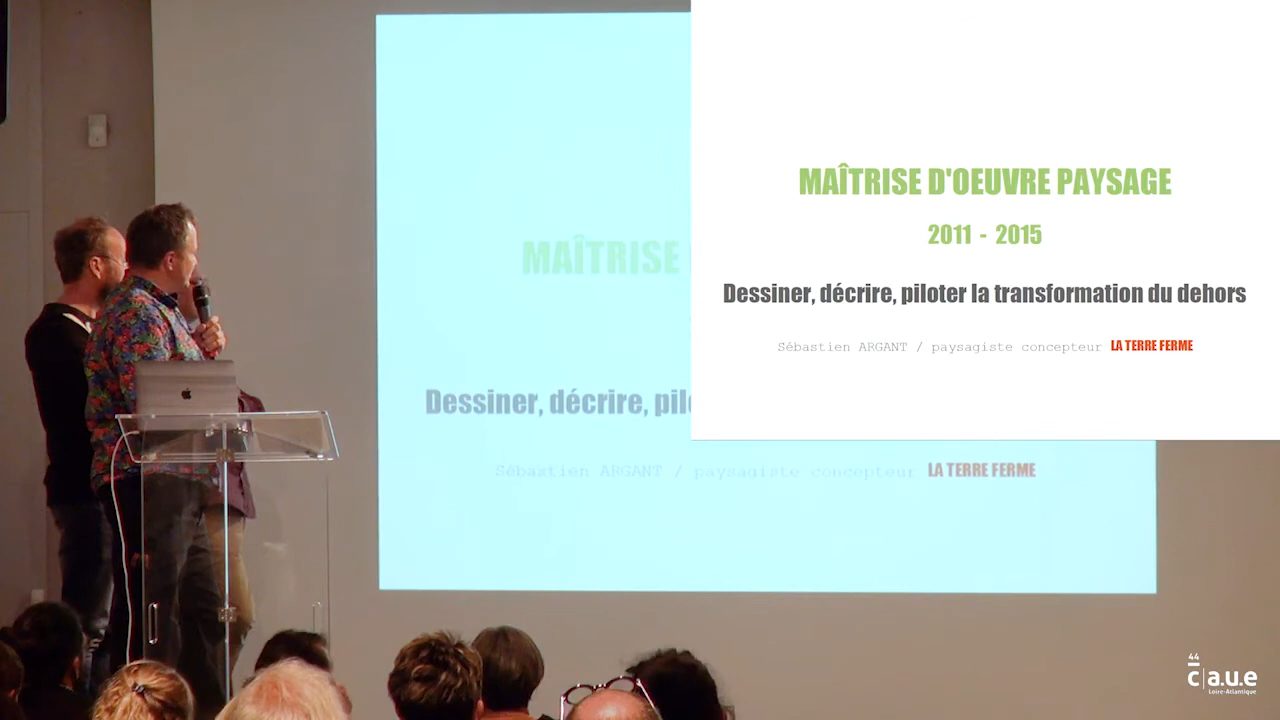 MAÎTRISE D'OEUVRE PAYSAGE
2011 - 2015
Dessiner, décrire, piloter la transformation du dehors
Sébastien ARGANT / paysagiste concepteur LA TERRE FERME
MAÎTRISE
Dessiner, décrire, pil
Sébastien ARGANT / paysagiste concepteur LA TERRE FERME
44
c|a.u.e
Loire-Atlantique